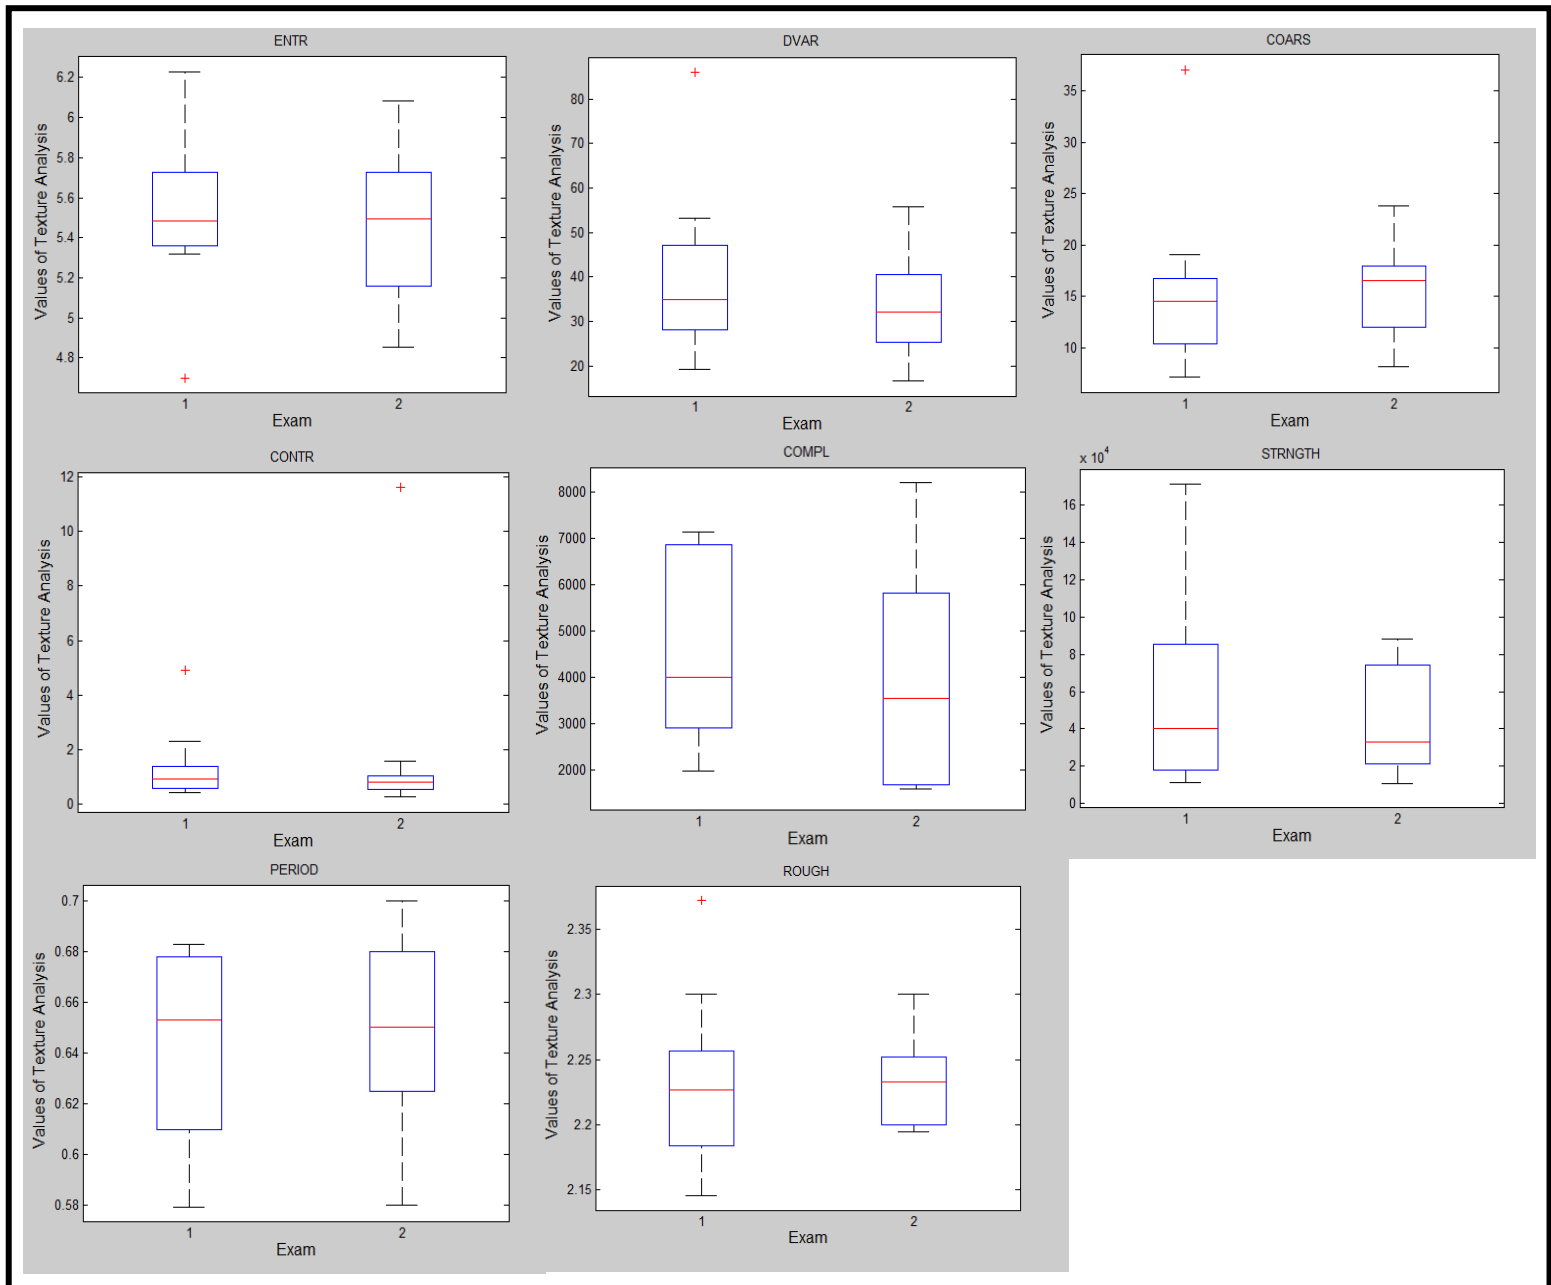 ENTR
Values of Texture Analysis
6.2
6
5.8
5.6
5.4
5.2
5
4.8
1
2
Exam
DVAR
Values of Texture Analysis
80
70
60
50
40
30
20
1
2
Exam
COARS
Values of Texture Analysis
35
30
25
20
15
10
1
2
Exam
CONTR
Values of Texture Analysis
12
10
8
6
4
2
0
1
2
Exam
COMPL
Values of Texture Analysis
8000
7000
6000
5000
4000
3000
2000
1
2
Exam
STRNGTH
x 10^4
Values of Texture Analysis
16
14
12
10
8
6
4
2
0
1
2
Exam
PERIOD
Values of Texture Analysis
0.7
0.68
0.66
0.64
0.62
0.6
0.58
1
2
Exam
ROUGH
Values of Texture Analysis
2.35
2.3
2.25
2.2
2.15
1
2
Exam